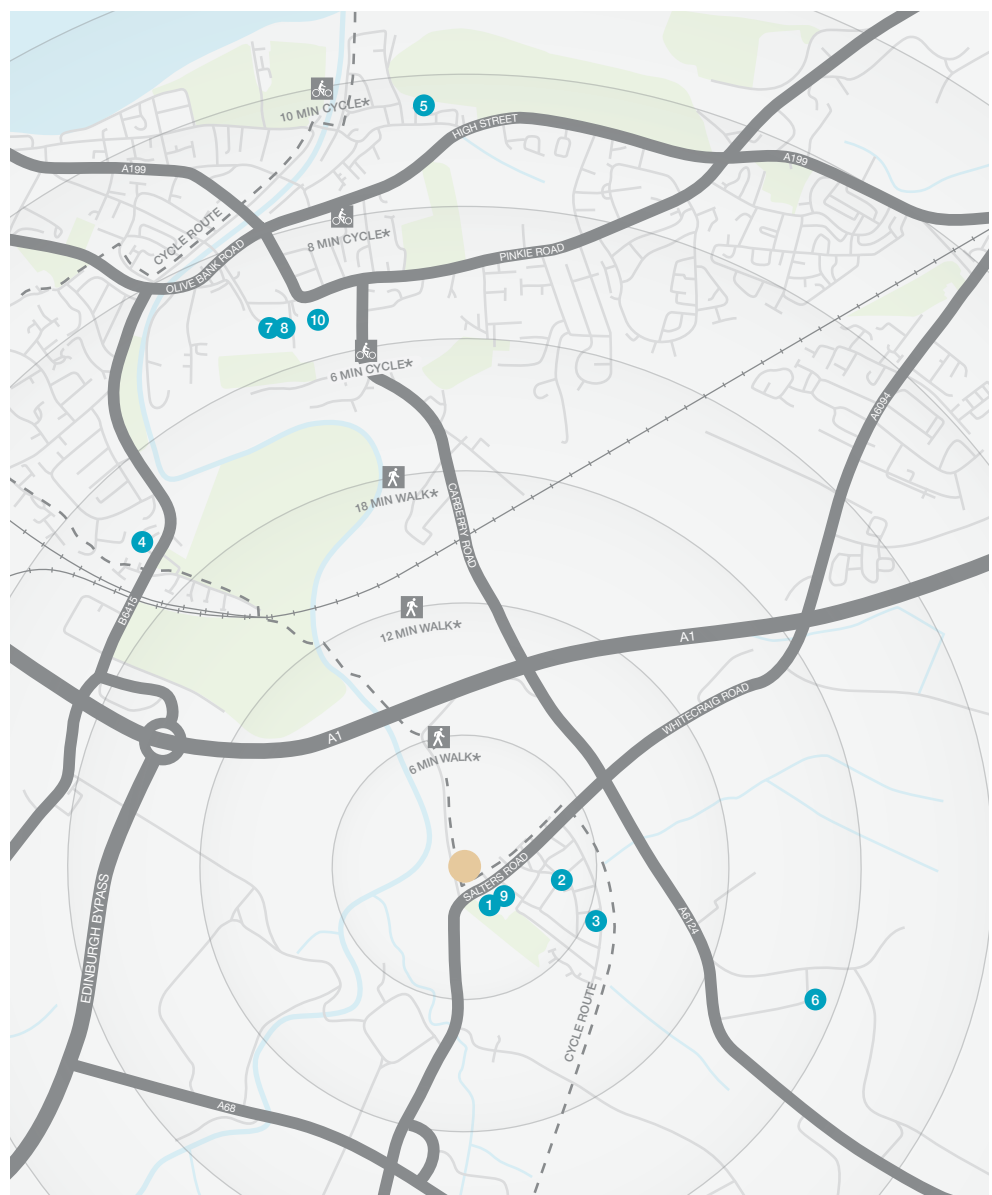 10 MIN CYCLE*
5
HIGH STREET
A199
A199
CYCLE ROUTE
8 MIN CYCLE*
OLIVE BANK ROAD
PINKIE ROAD
7
8
10
6 MIN CYCLE*
A6094
18 MIN WALK*
CARBERRY ROAD
4
B6415
12 MIN WALK*
A1
WHITECRAIG ROAD
A1
6 MIN WALK*
SALTERS ROAD
2
9
1
3
A6124
EDINBURGH BYPASS
6
CYCLE ROUTE
A68